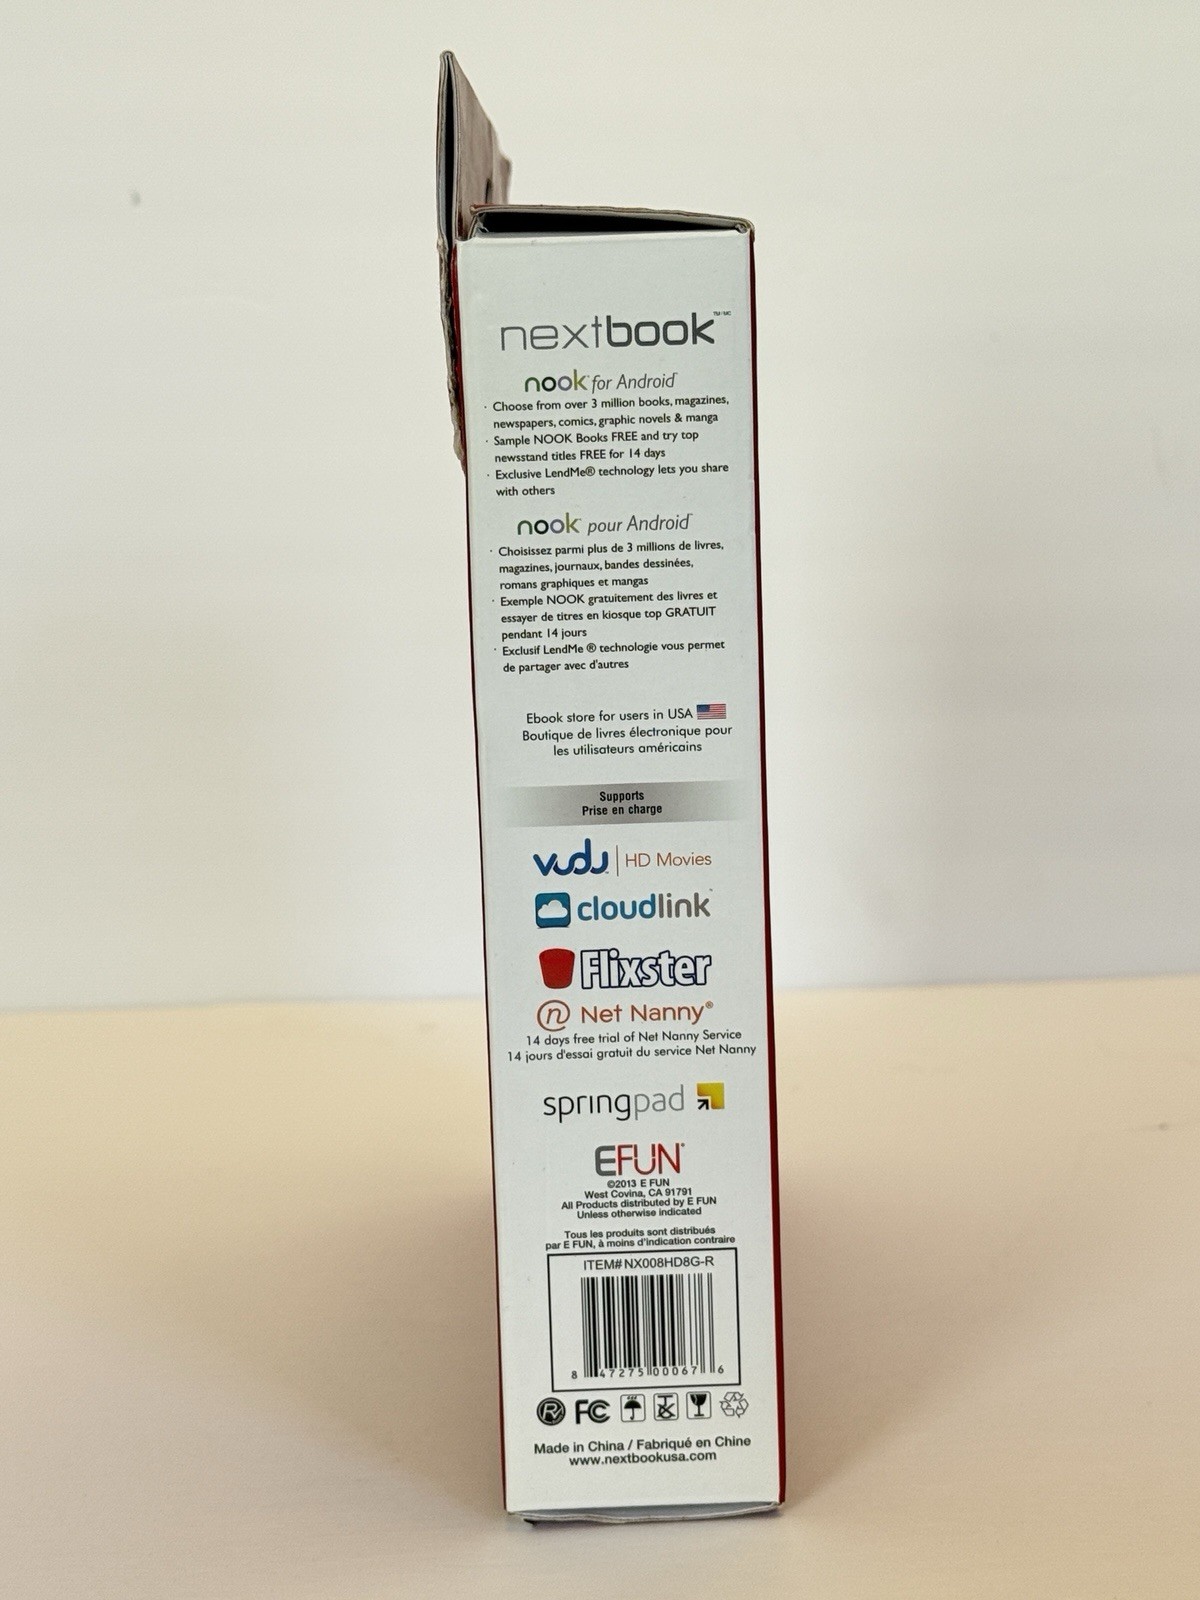 nextbook TM/MC
nook for Android™
· Choose from over 3 million books, magazines,
newspapers, comics, graphic novels & manga
· Sample NOOK Books FREE and try top
newsstand titles FREE for 14 days
· Exclusive LendMe® technology lets you share
with others
nook pour Android™
· Choisissez parmi plus de 3 millions de livres,
magazines, journaux, bandes dessinées,
romans graphiques et mangas
· Exemple NOOK gratuitement des livres et
essayer de titres en kiosque top GRATUIT
pendant 14 jours
· Exclusif LendMe ® technologie vous permet
de partager avec d'autres
Ebook store for users in USA
Boutique de livres électronique pour
les utilisateurs américains
Supports
Prise en charge
vudu | HD Movies
cloudlink™
Flixster
n Net Nanny®
14 days free trial of Net Nanny Service
14 jours d'essai gratuit du service Net Nanny
springpad
EFUN®
©2013 E FUN
West Covina, CA 91791
All Products distributed by E FUN
Unless otherwise indicated
Tous les produits sont distribués
par E FUN, à moins d'indication contraire
ITEM# NX008HD8G-R
8 47275 00067 6
FC
Made in China / Fabriqué en Chine
www.nextbookusa.com